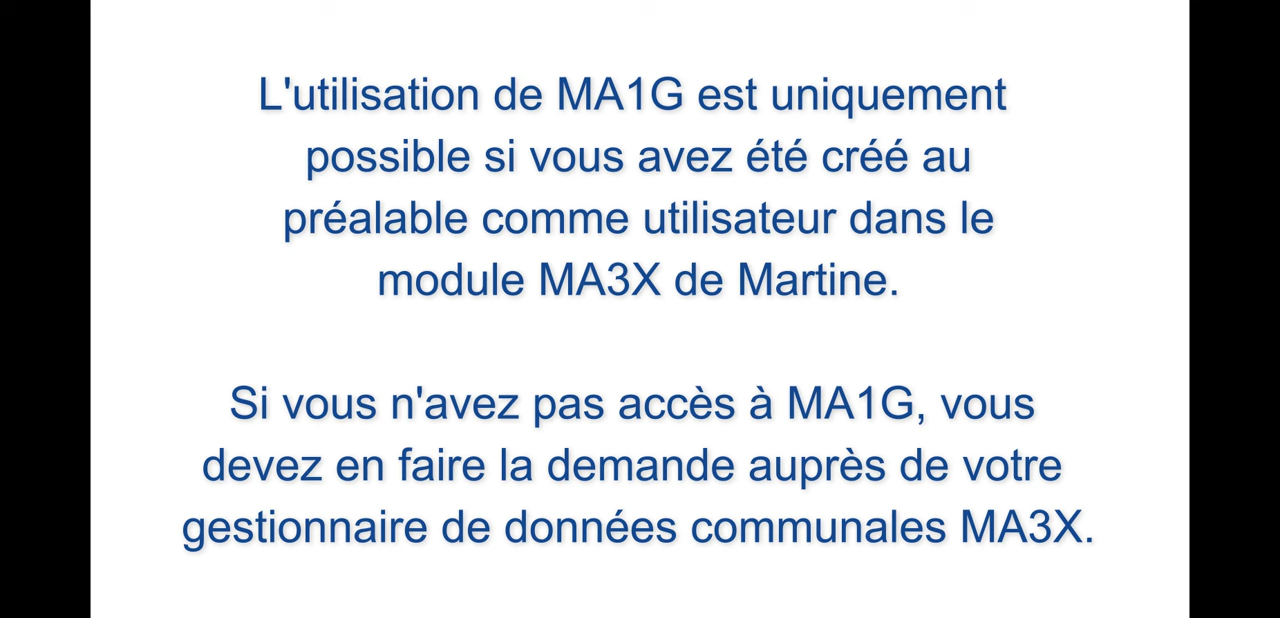 L'utilisation de MA1G est uniquement
possible si vous avez été créé au
préalable comme utilisateur dans le
module MA3X de Martine.
Si vous n'avez pas accès à MA1G, vous
devez en faire la demande auprès de votre
gestionnaire de données communales MA3X.